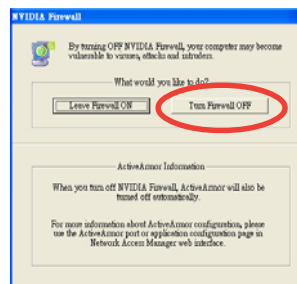 NVIDIA Firewall
By turning OFF NVIDIA Firewall, your computer may become
vulnerable to viruses, attacks and intruders.
What would you like to do?
Leave Firewall ON
Turn Firewall OFF
ActiveArmor Information
When you turn off NVIDIA Firewall, ActiveArmor will also be
turned off automatically.
For more information about ActiveArmor configuration, please
use the ActiveArmor port or application configuration page in
Network Access Manager web interface.